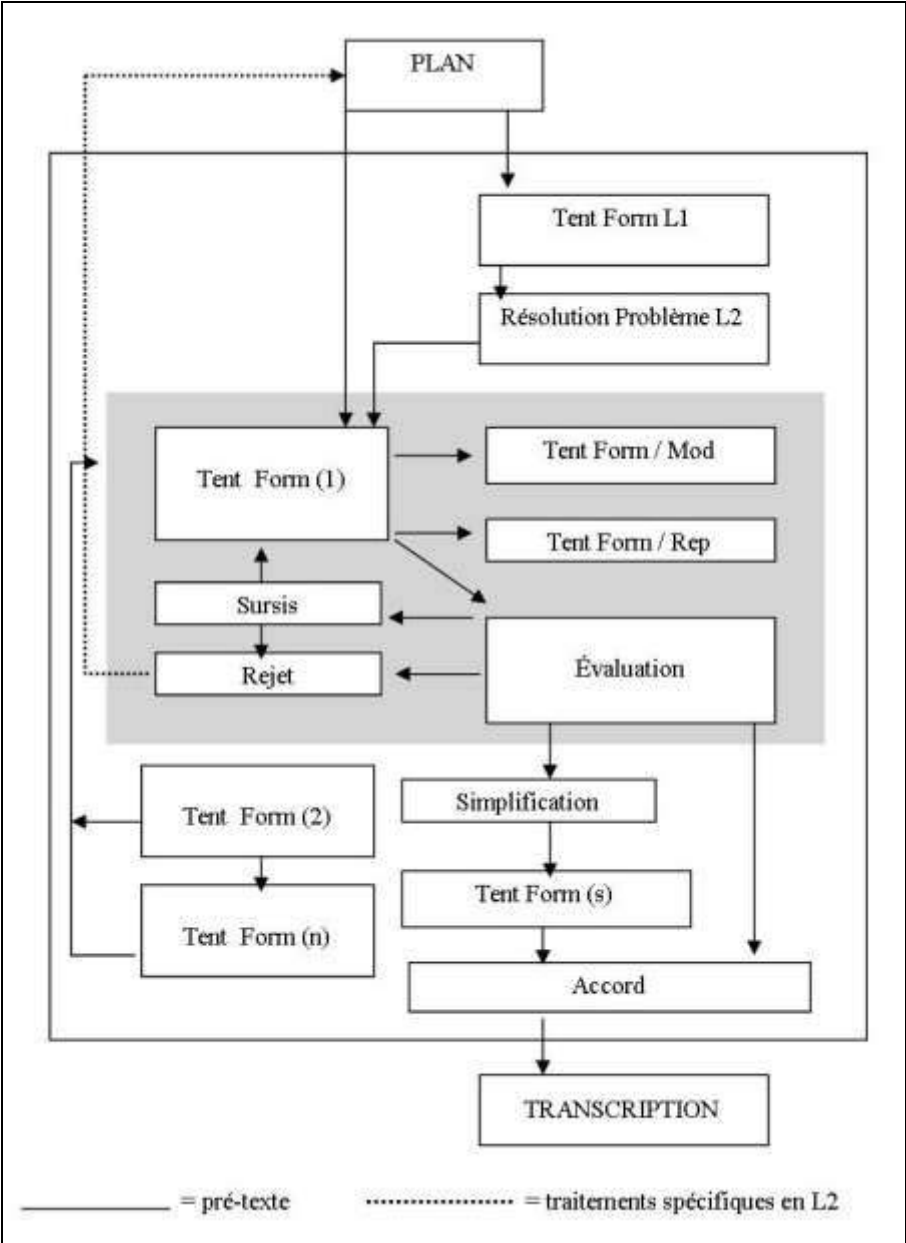 PLAN
Tent Form L1
Résolution Problème L2
Tent Form (1)
Tent Form / Mod
Tent Form / Rep
Sursis
Rejet
Évaluation
Tent Form (2)
Simplification
Tent Form (s)
Tent Form (n)
Accord
TRANSCRIPTION
= pré-texte
= traitements spécifiques en L2